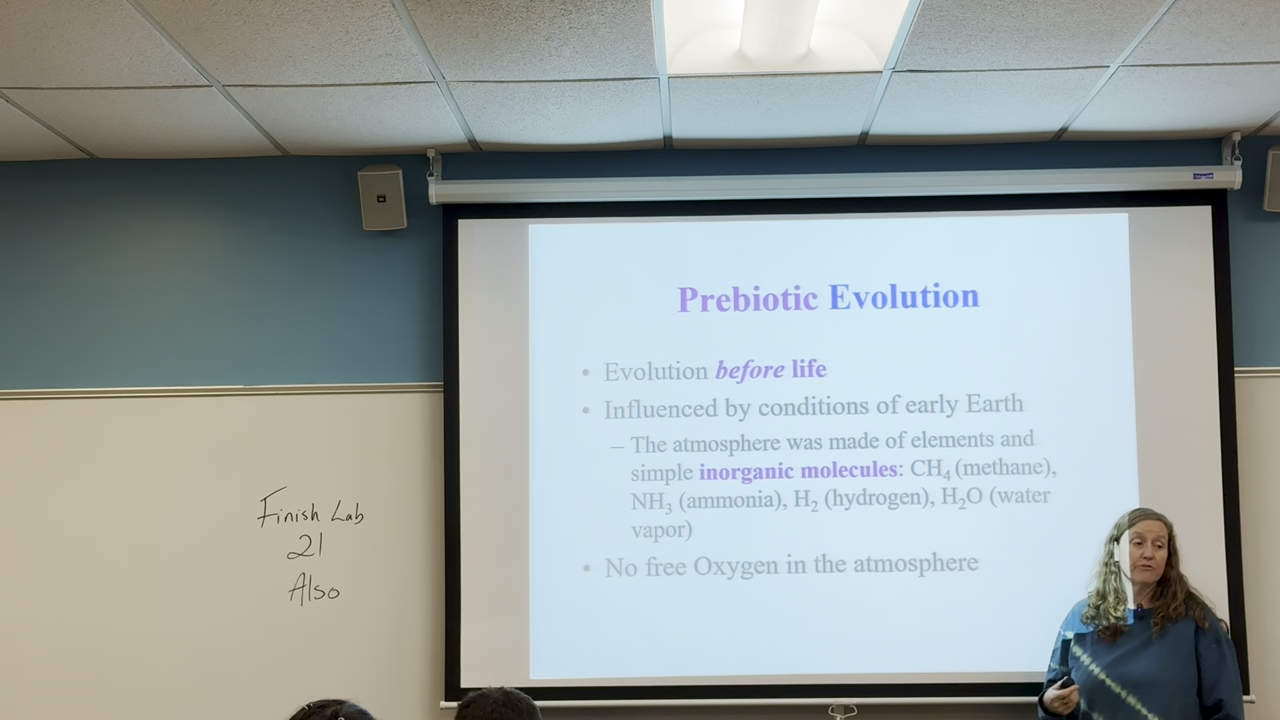 Prebiotic Evolution
• Evolution before life
• Influenced by conditions of early Earth
– The atmosphere was made of elements and
simple inorganic molecules: CH₄ (methane),
NH₃ (ammonia), H₂ (hydrogen), H₂O (water
vapor)
• No free Oxygen in the atmosphere
Finish Lab
21
Also